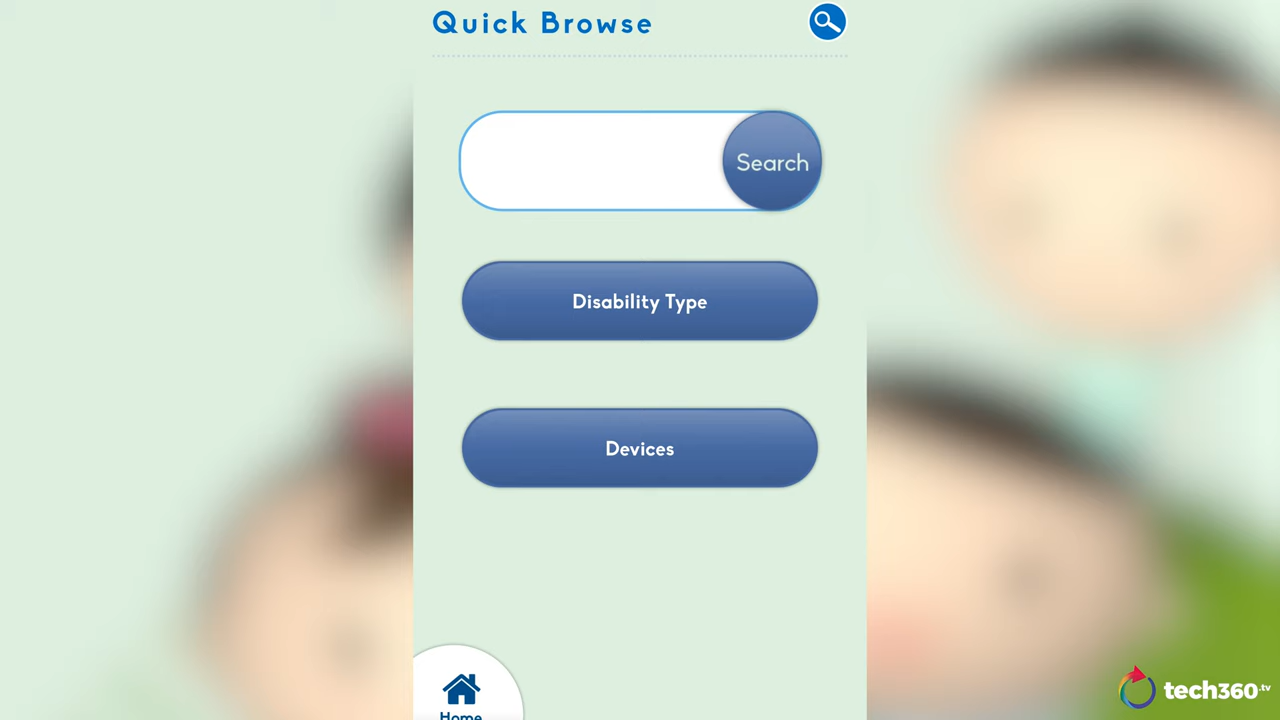 Quick Browse
Search
Disability Type
Devices
Home
tech360.tv